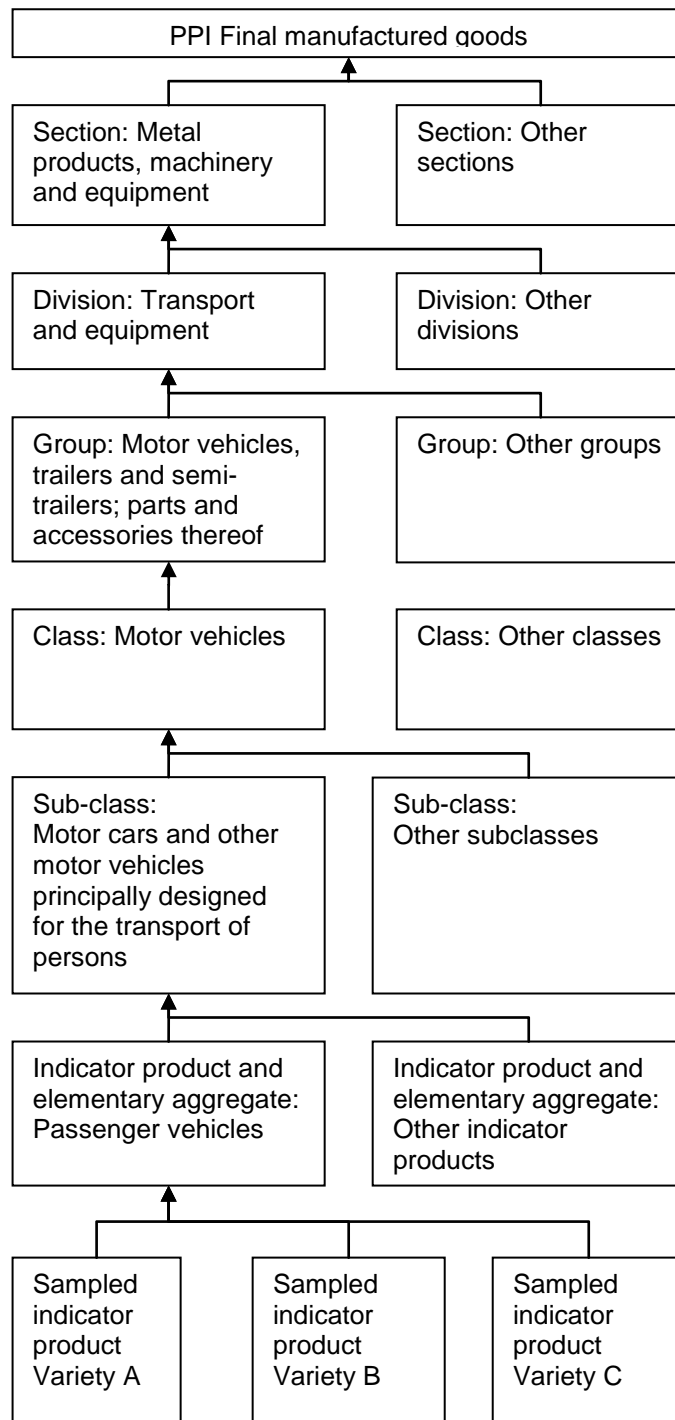 PPI Final manufactured goods
Section: Metal
products, machinery
and equipment
Section: Other
sections
Division: Transport
and equipment
Division: Other
divisions
Group: Motor vehicles,
trailers and semi-
trailers; parts and
accessories thereof
Group: Other groups
Class: Motor vehicles
Class: Other classes
Sub-class:
Motor cars and other
motor vehicles
principally designed
for the transport of
persons
Sub-class:
Other subclasses
Indicator product and
elementary aggregate:
Passenger vehicles
Indicator product and
elementary aggregate:
Other indicator
products
Sampled
indicator
product
Variety A
Sampled
indicator
product
Variety B
Sampled
indicator
product
Variety C